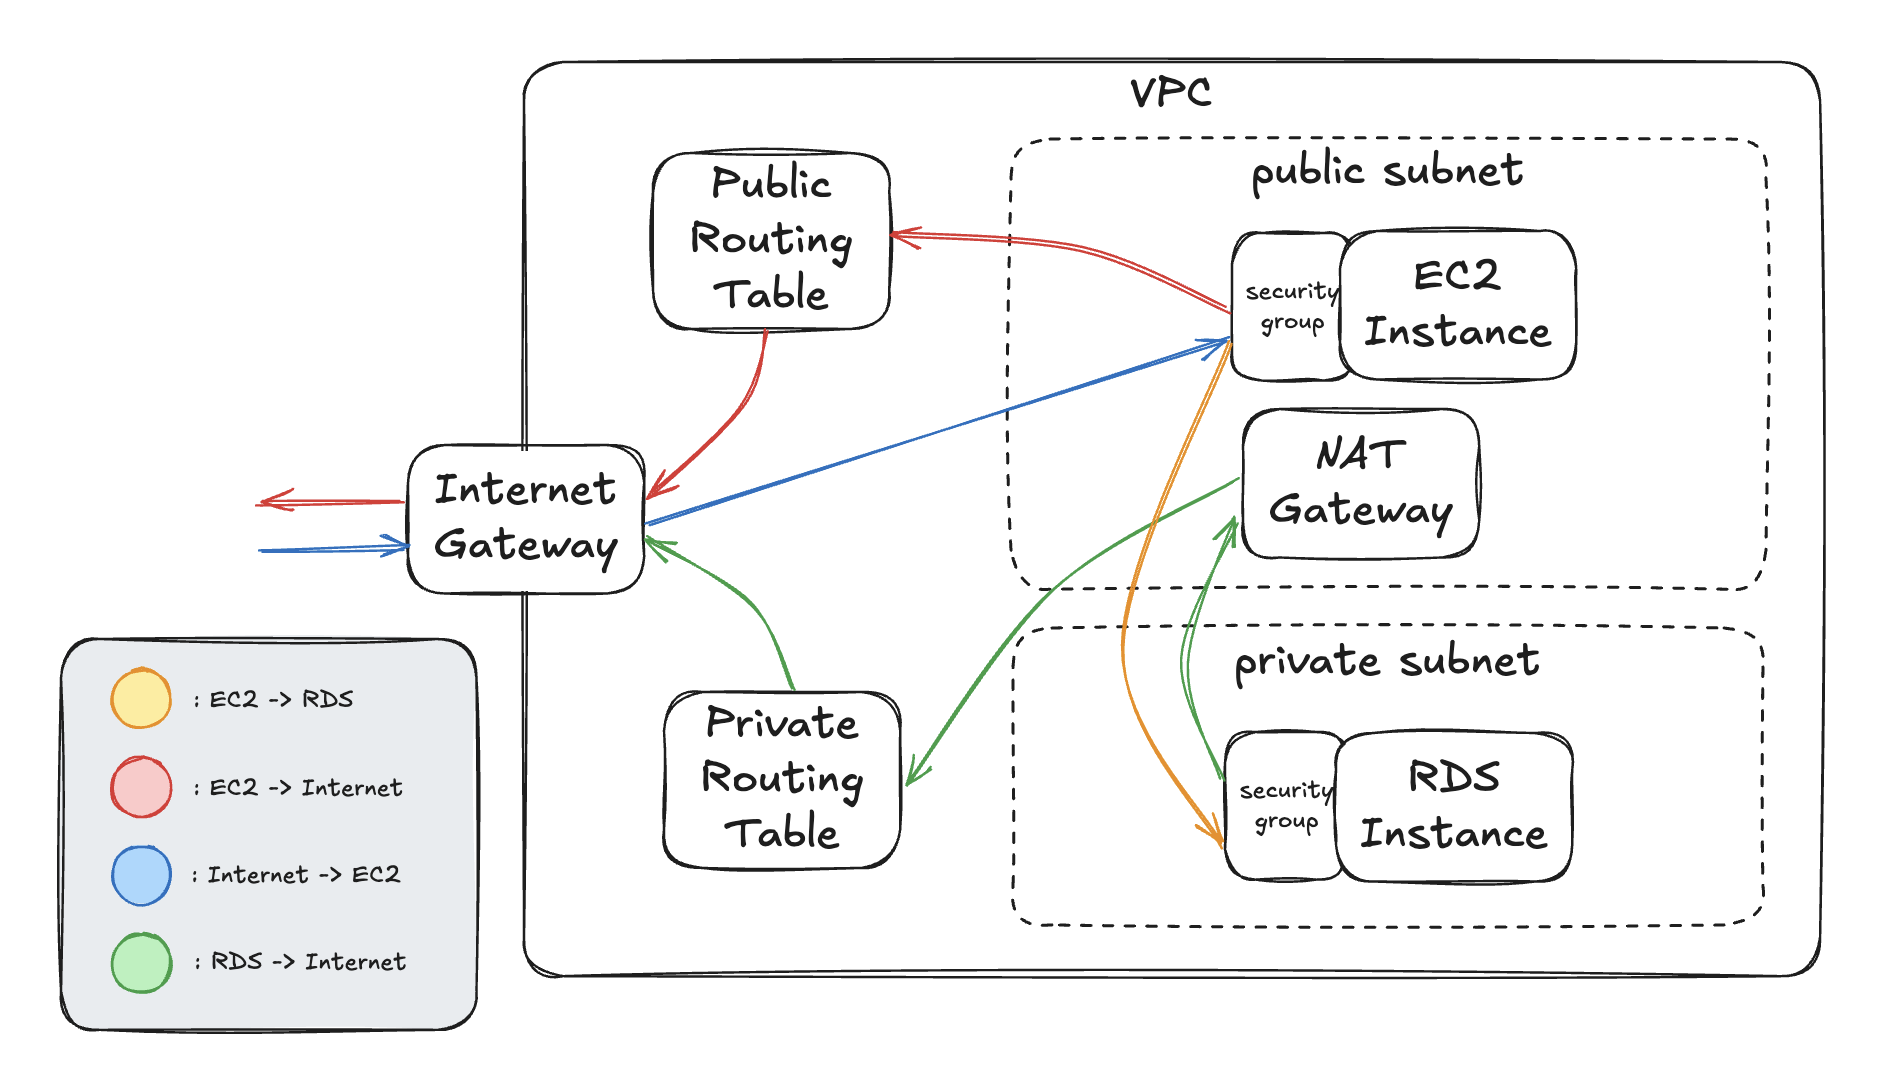 VPC
Public
Routing
Table
public subnet
security
group
EC2
Instance
NAT
Gateway
Internet
Gateway
private subnet
Private
Routing
Table
security
group
RDS
Instance
: EC2 -> RDS
: EC2 -> Internet
: Internet -> EC2
: RDS -> Internet